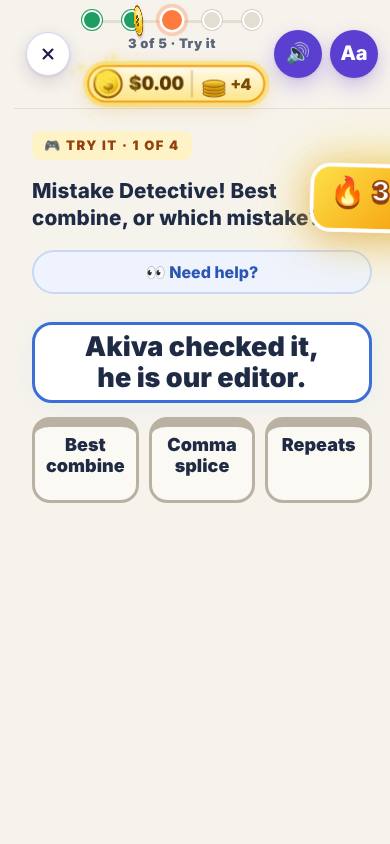 3 of 5 · Try it
$0.00 +4
Aa
TRY IT · 1 OF 4
🔥 3
Mistake Detective! Best
combine, or which mistake?
👀 Need help?
Akiva checked it,
he is our editor.
Best
combine
Comma
splice
Repeats